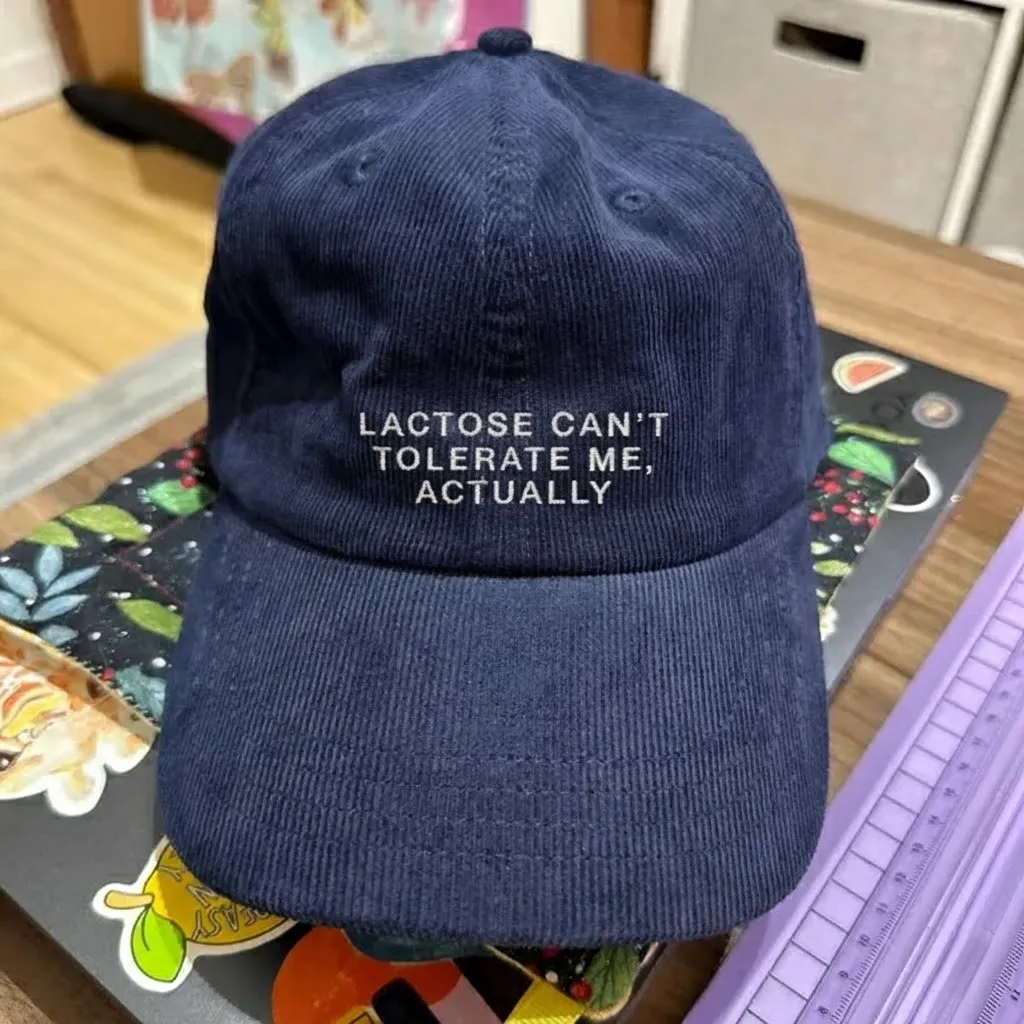 LACTOSE CAN'T
TOLERATE ME,
ACTUALLY